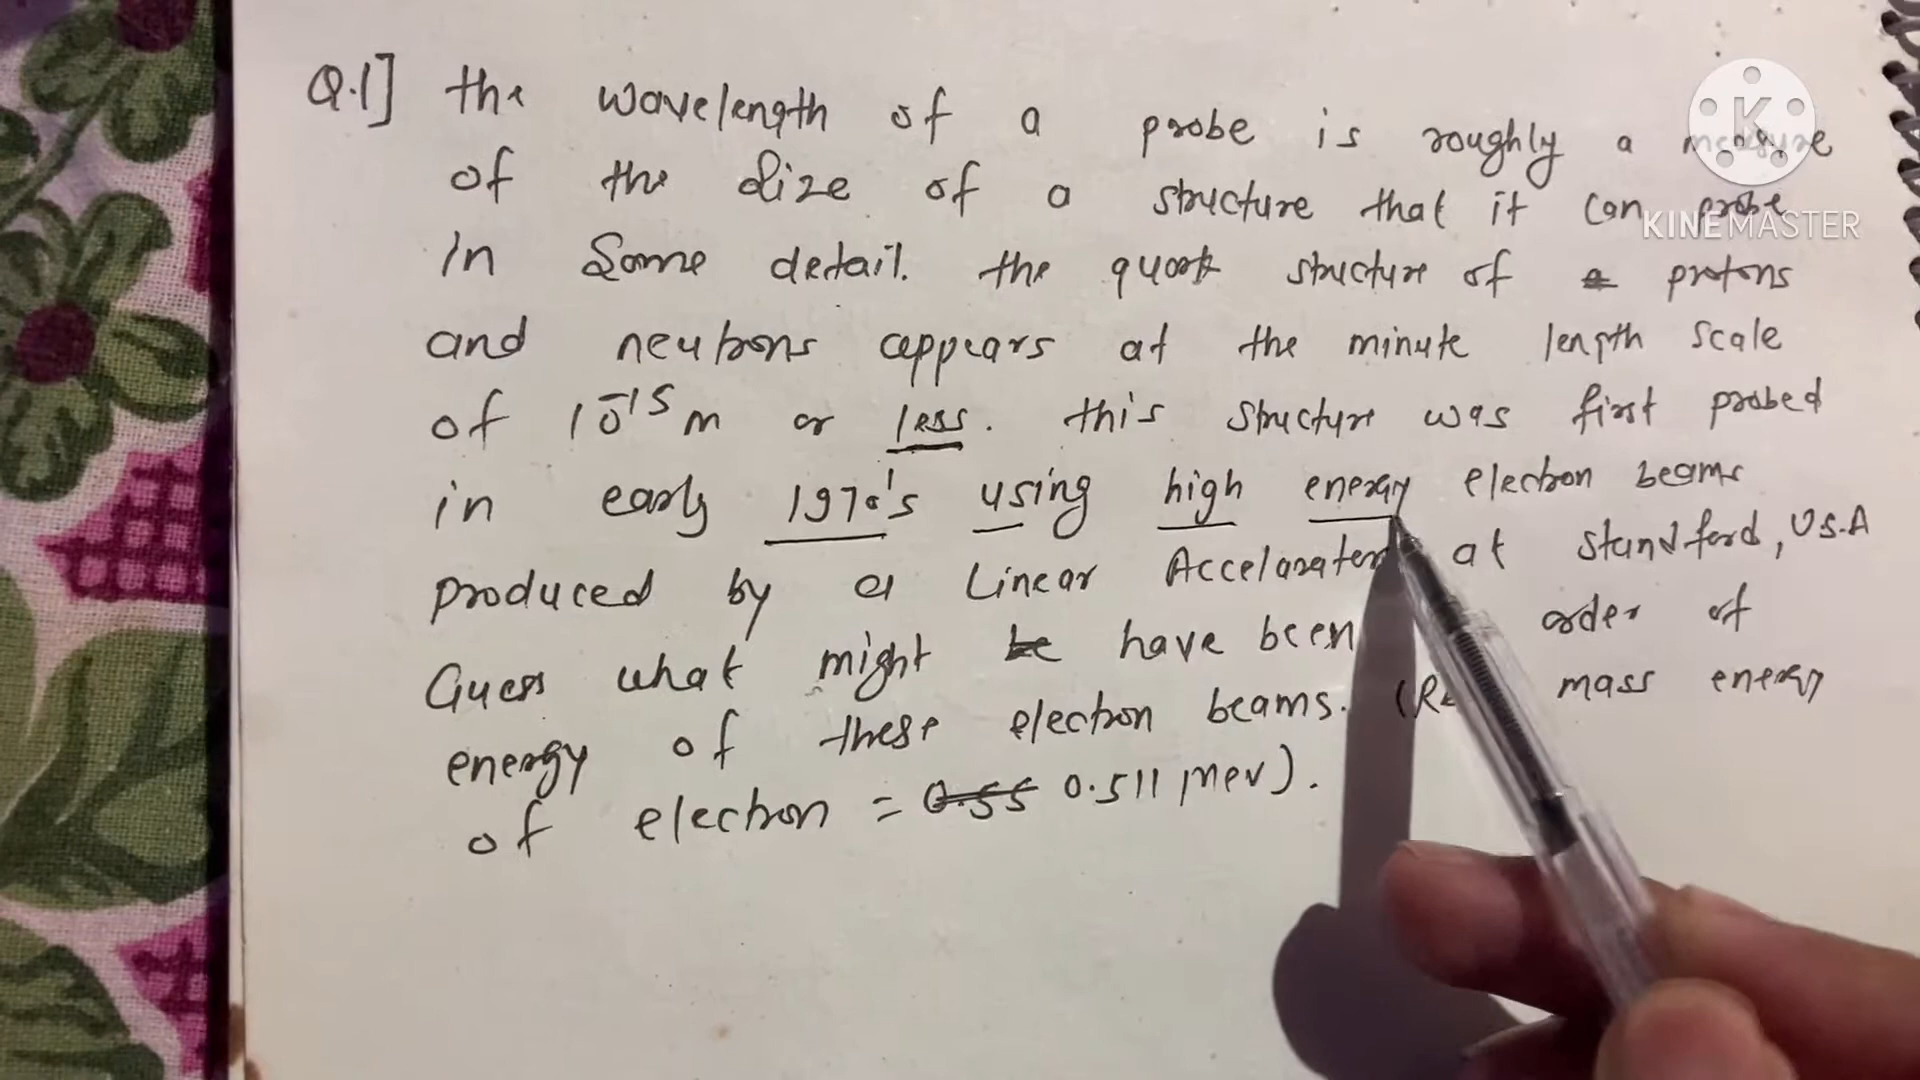 Q.1] the wavelength of a probe is roughly a measure
of the size of a structure that it can probe
in Some detail. the quark structure of protons
and neutrons appears at the minute length scale
of 10⁻¹⁵ m or less. this structure was first probed
in early 1970's using high energy electron beams
produced by a Linear Accelarator at standford, U.S.A
Guess what might have been order of
energy of these electron beams. (Re mass energy
of electron = 0.55 0.511 Mev).
K
KINEMASTER